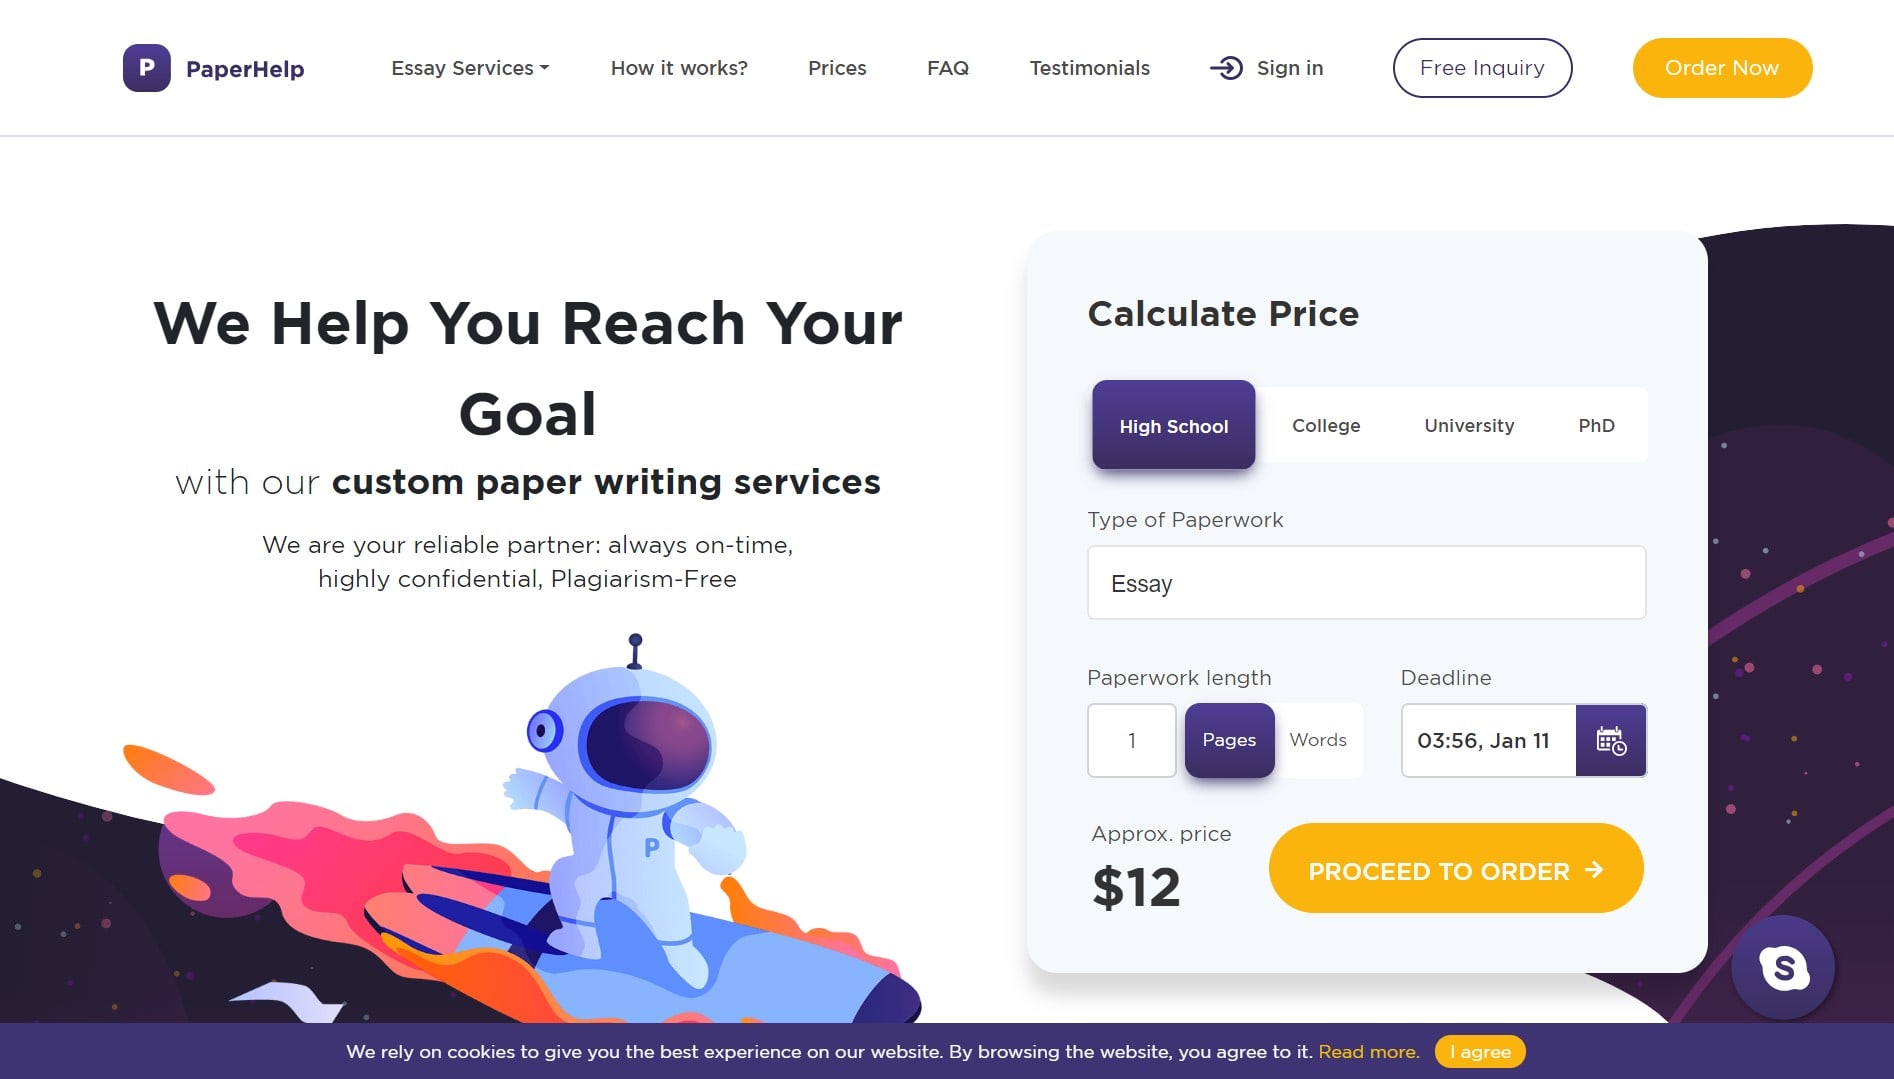 P PaperHelp Essay Services How it works? Prices FAQ Testimonials Sign in Free Inquiry Order Now
We Help You Reach Your
Goal
with our custom paper writing services
We are your reliable partner: always on-time,
highly confidential, Plagiarism-Free
P
Calculate Price
High School College University PhD
Type of Paperwork
Essay
Paperwork length Deadline
1 Pages Words 03:56, Jan 11
Approx. price
$12 PROCEED TO ORDER
S
We rely on cookies to give you the best experience on our website. By browsing the website, you agree to it. Read more. I agree